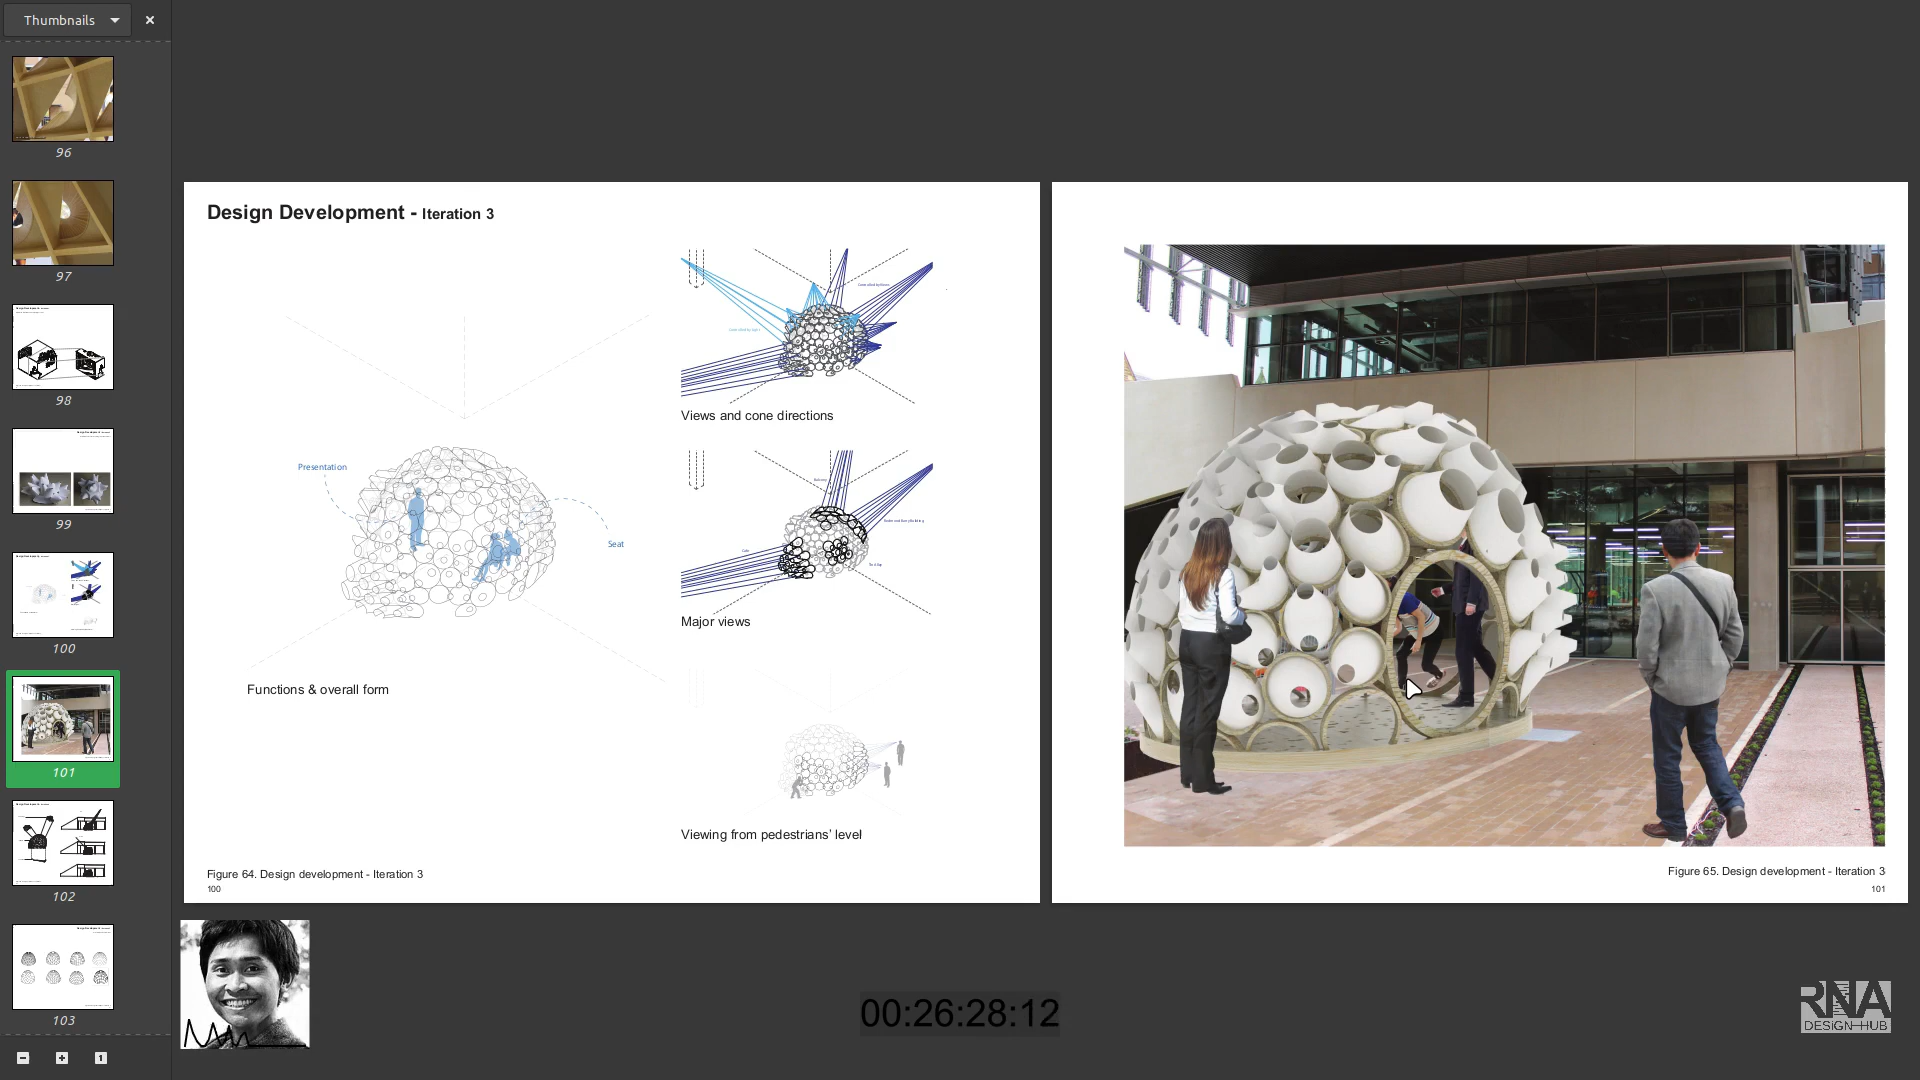 Thumbnails
96
97
98
99
100
101
102
103
Design Development - Iteration 3
Presentation
Seat
Functions & overall form
Views and cone directions
Major views
Viewing from pedestrians' level
Figure 64. Design development - Iteration 3
100
Figure 65. Design development - Iteration 3
101
00:26:28:12
RNA
DESiGN-HUB